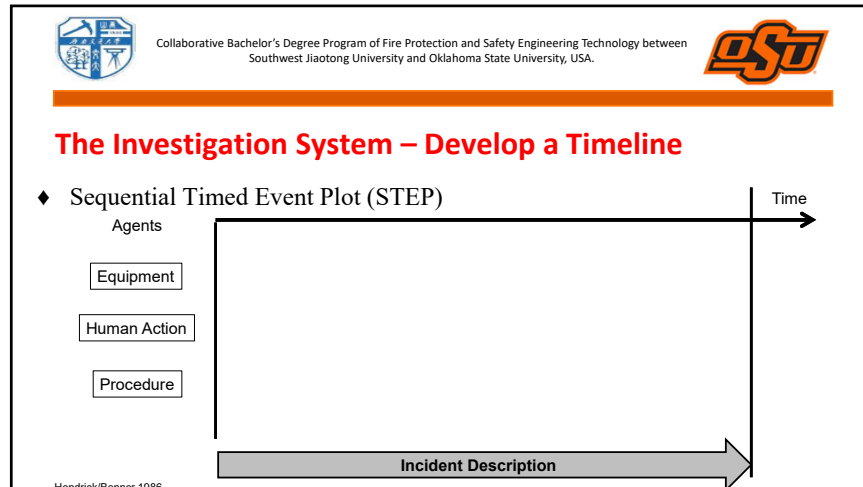 Collaborative Bachelor's Degree Program of Fire Protection and Safety Engineering Technology between
Southwest Jiaotong University and Oklahoma State University, USA.
OSU
The Investigation System – Develop a Timeline
♦ Sequential Timed Event Plot (STEP)
Time
Agents
Equipment
Human Action
Procedure
Incident Description
Hendrick/Benner 1986